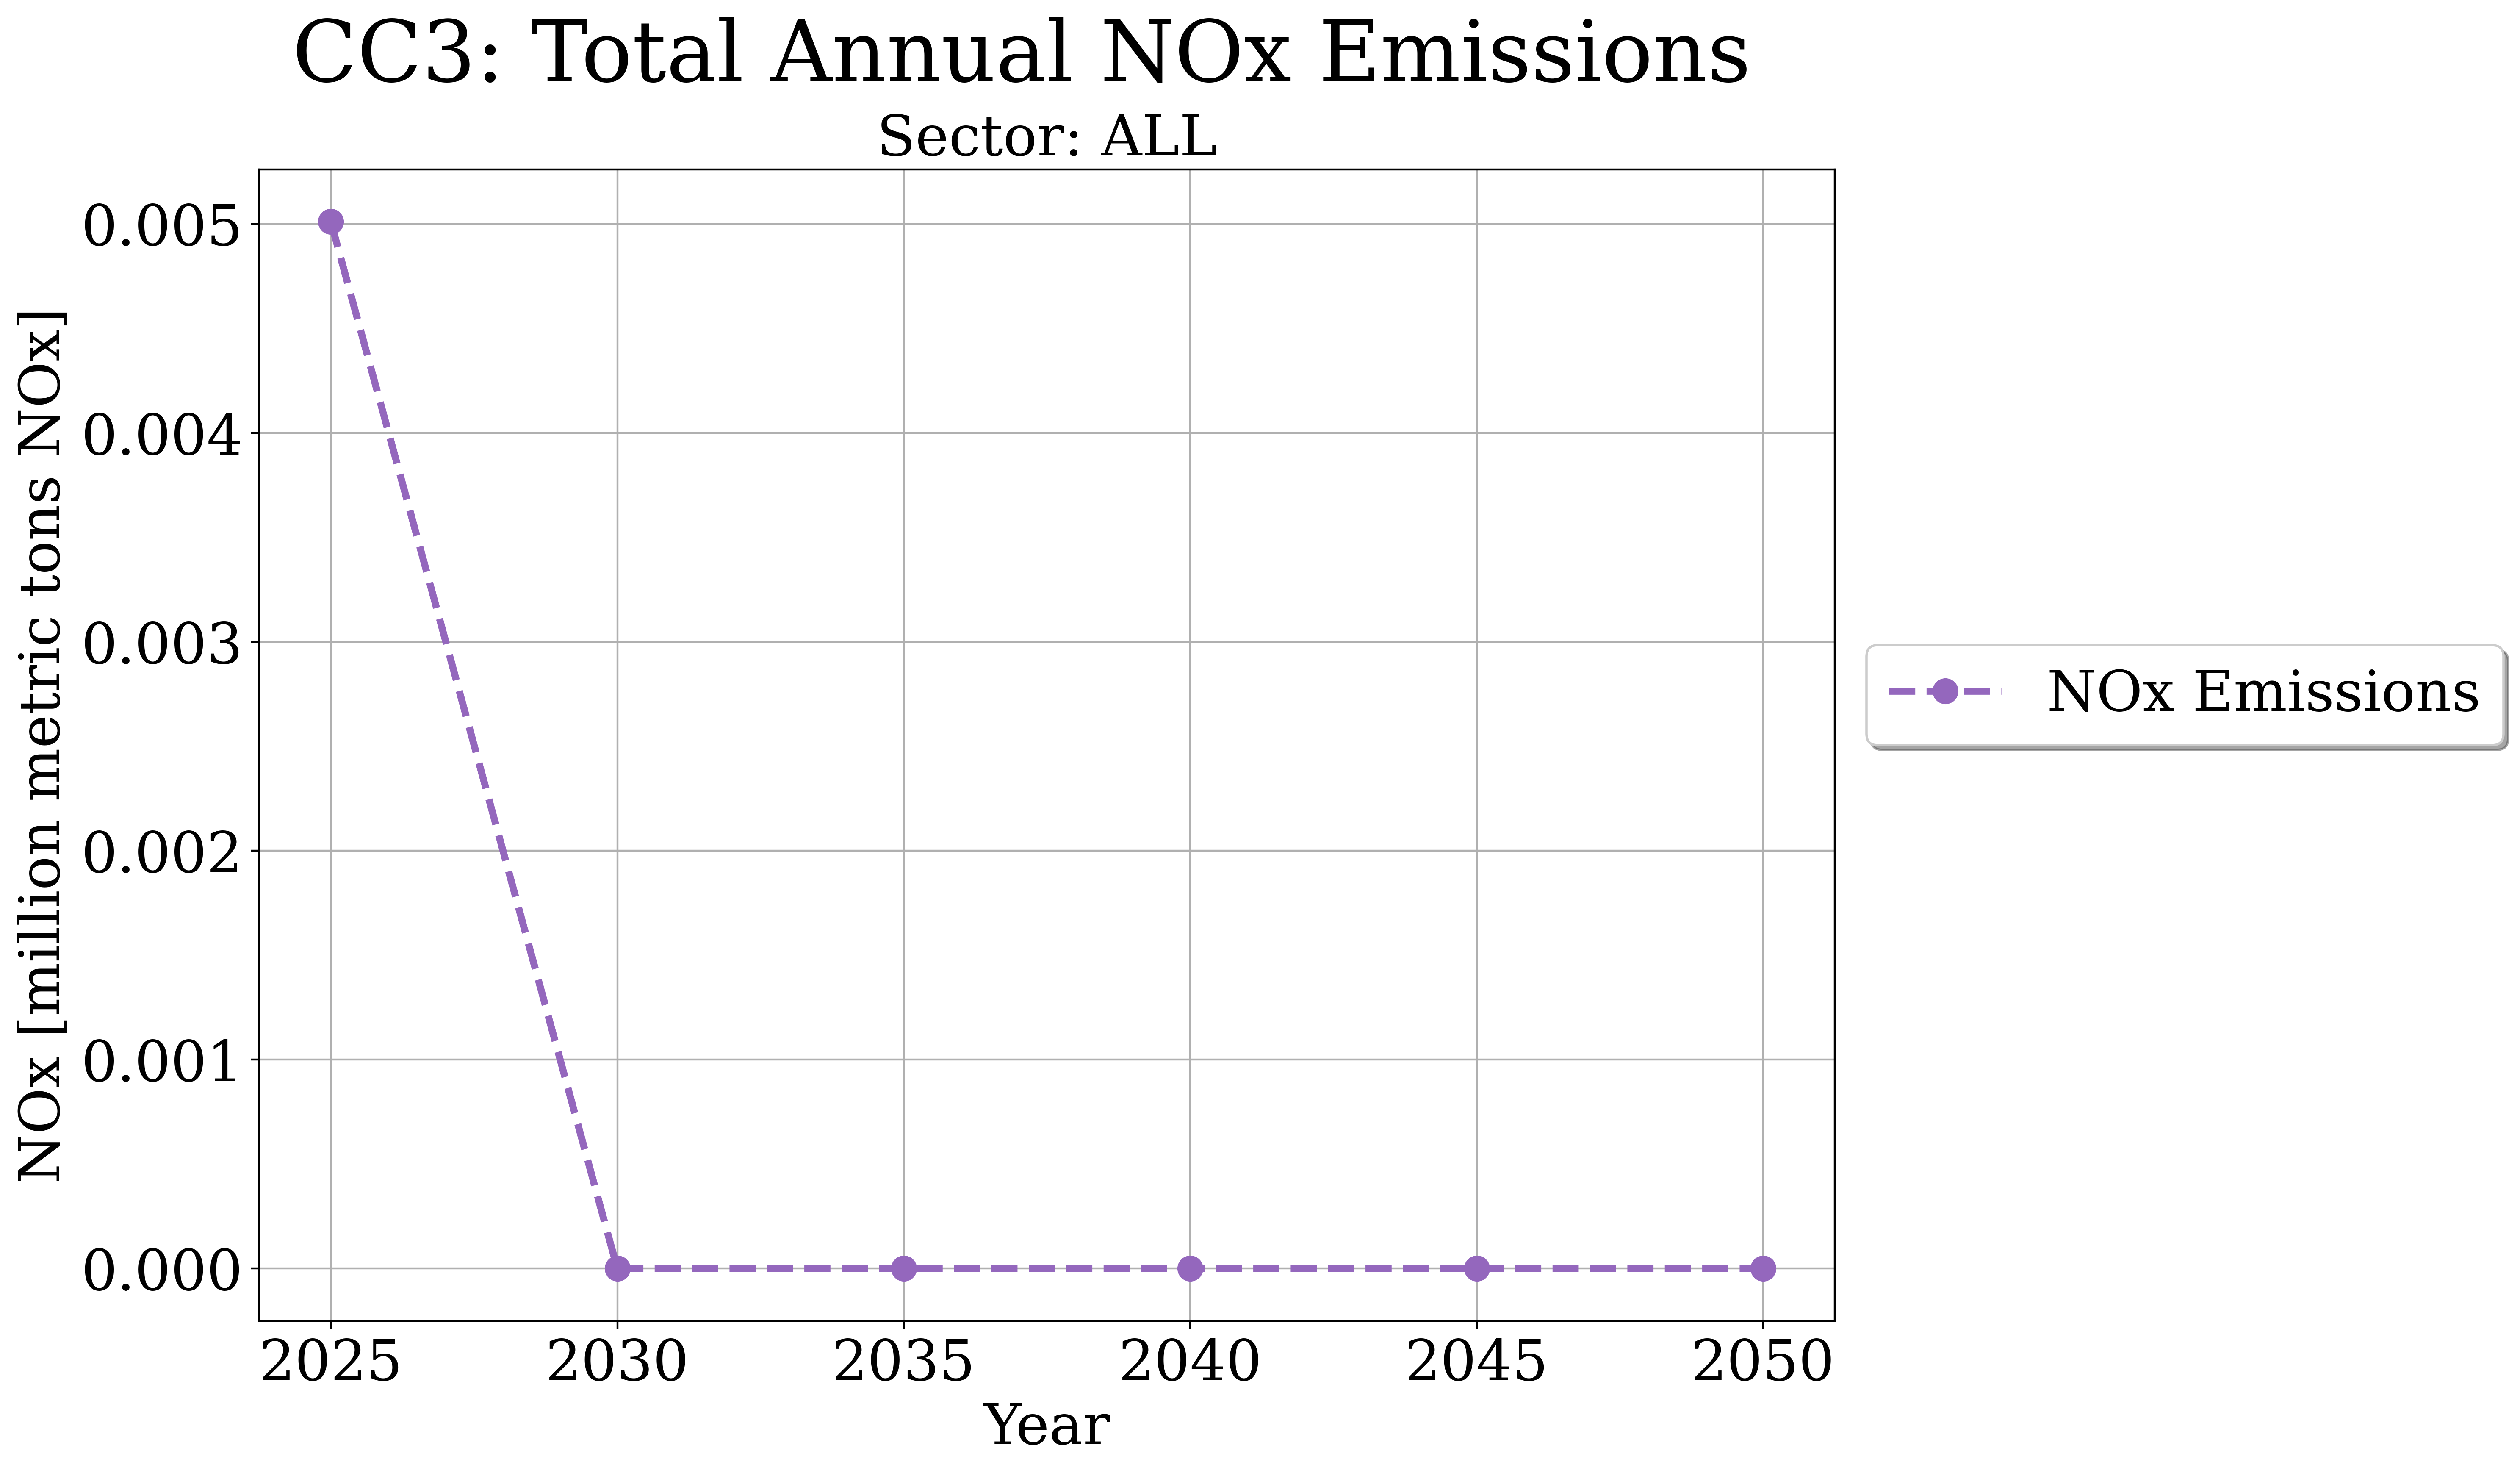 CC3: Total Annual NOx Emissions
Sector: ALL
NOx [million metric tons NOx]
0.005
0.004
0.003
0.002
0.001
0.000
2025 2030 2035 2040 2045 2050
Year
NOx Emissions